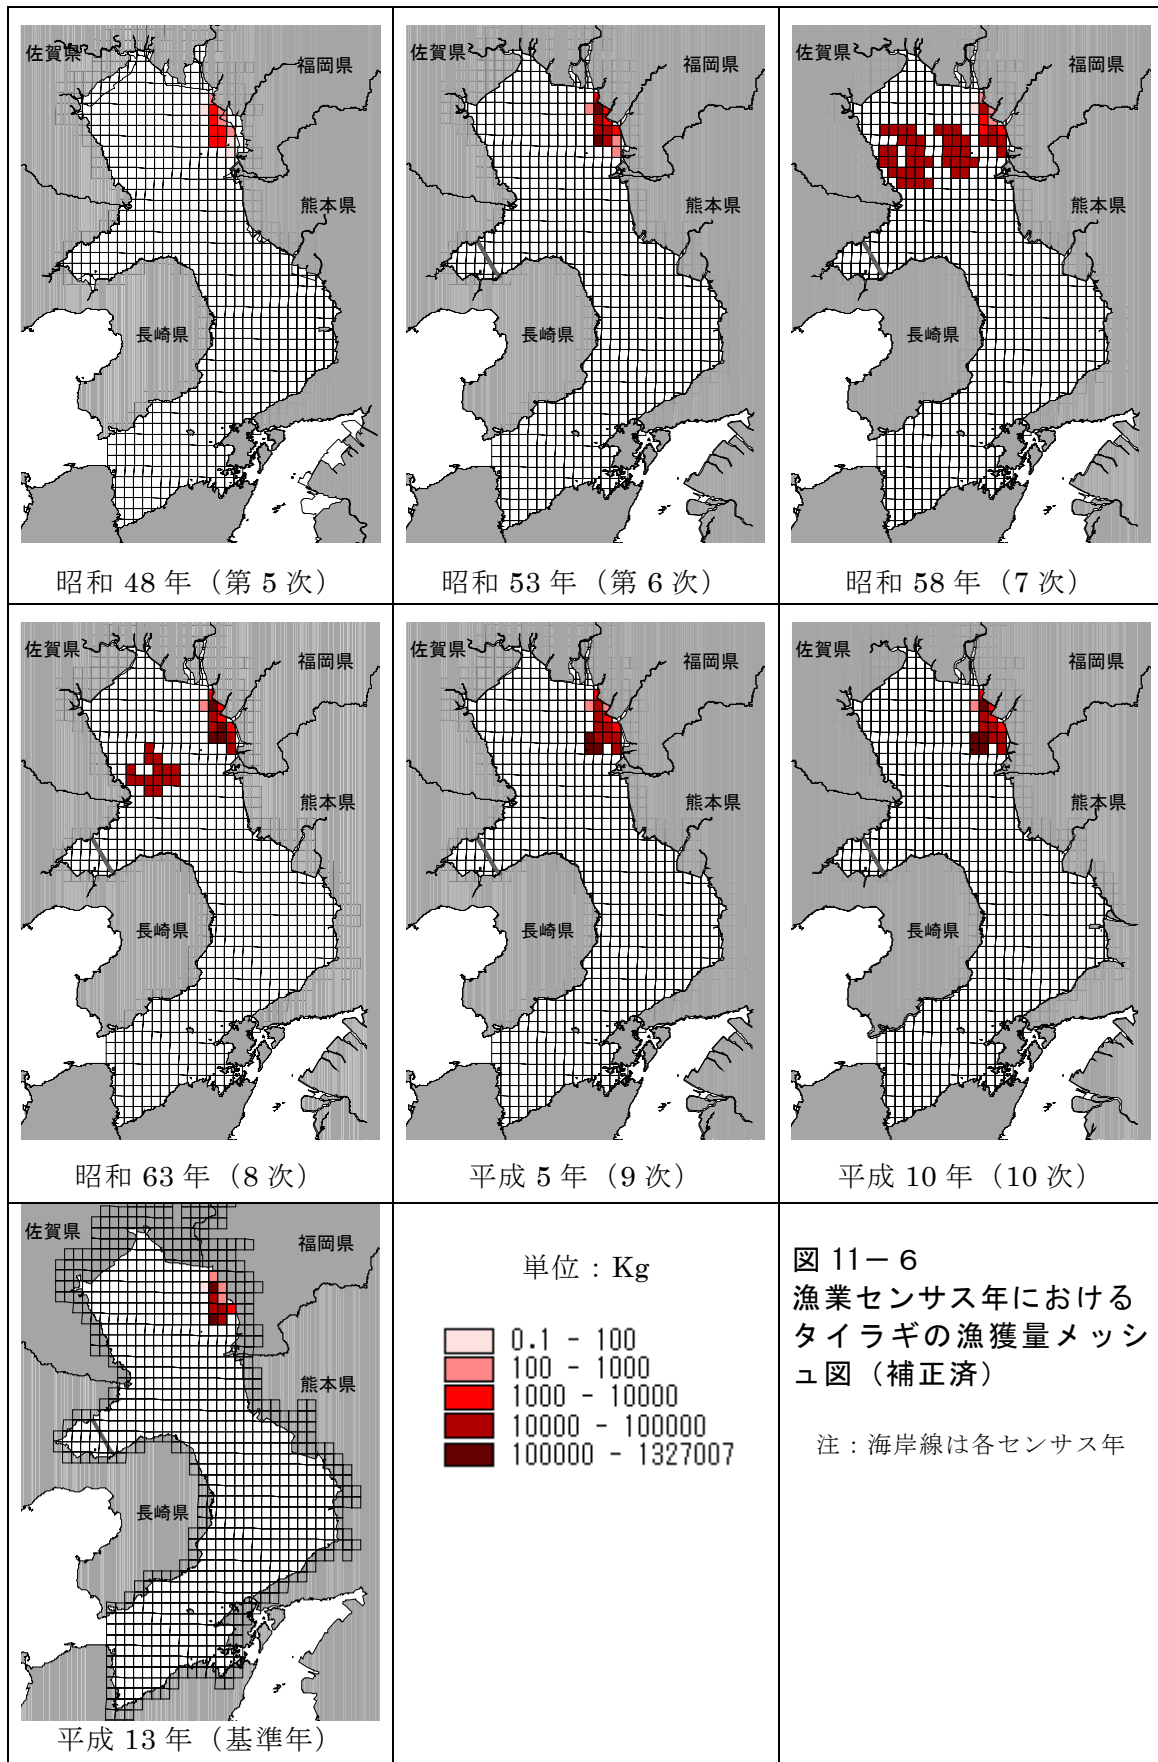 佐賀県
福岡県
熊本県
長崎県
昭和 48 年（第 5 次）
佐賀県
福岡県
熊本県
長崎県
昭和 53 年（第 6 次）
佐賀県
福岡県
熊本県
長崎県
昭和 58 年（7 次）
佐賀県
福岡県
熊本県
長崎県
昭和 63 年（8 次）
佐賀県
福岡県
熊本県
長崎県
平成 5 年（9 次）
佐賀県
福岡県
熊本県
長崎県
平成 10 年（10 次）
佐賀県
福岡県
熊本県
長崎県
平成 13 年（基準年）
単位：Kg
0.1 - 100
100 - 1000
1000 - 10000
10000 - 100000
100000 - 1327007
図 11－6
漁業センサス年における
タイラギの漁獲量メッシ
ュ図（補正済）
注：海岸線は各センサス年